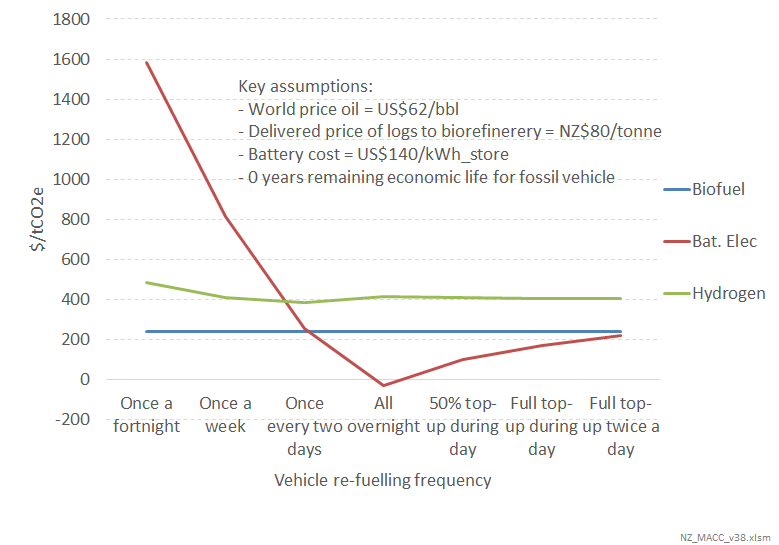 1800
1600
1400
1200
1000
800
600
400
200
0
-200
$/tCO2e
Key assumptions:
- World price oil = US$62/bbl
- Delivered price of logs to biorefinerery = NZ$80/tonne
- Battery cost = US$140/kWh_store
- 0 years remaining economic life for fossil vehicle
Biofuel
Bat. Elec
Hydrogen
Once a
fortnight
Once a
week
Once
every two
days
All
overnight
50% top-
up during
day
Full top-
up during
day
Full top-
up twice a
day
Vehicle re-fuelling frequency
NZ_MACC_v38.xlsm